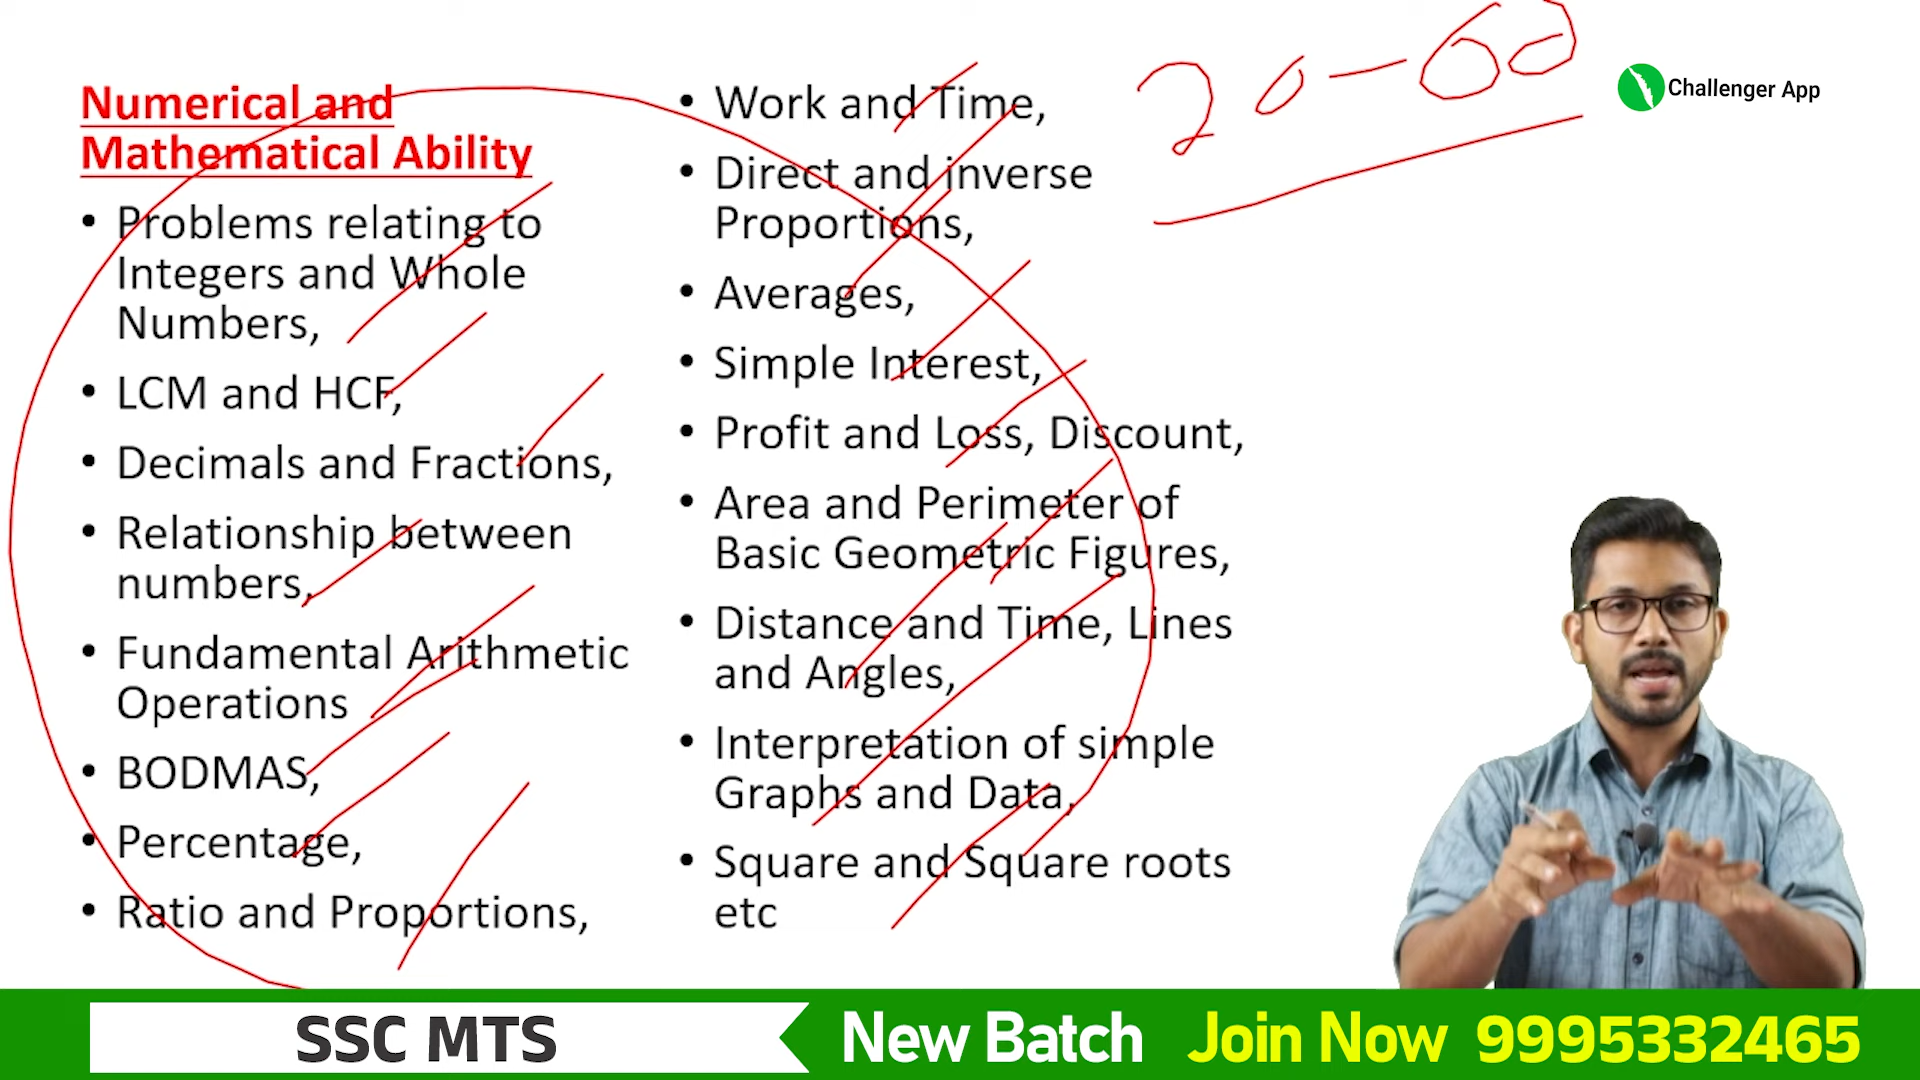 Numerical and
Mathematical Ability
• Problems relating to
Integers and Whole
Numbers,
• LCM and HCF,
• Decimals and Fractions,
• Relationship between
numbers,
• Fundamental Arithmetic
Operations
• BODMAS,
• Percentage,
• Ratio and Proportions,
• Work and Time,
• Direct and inverse
Proportions,
• Averages,
• Simple Interest,
• Profit and Loss, Discount,
• Area and Perimeter of
Basic Geometric Figures,
• Distance and Time, Lines
and Angles,
• Interpretation of simple
Graphs and Data,
• Square and Square roots
etc
20-60
Challenger App
SSC MTS
New Batch Join Now 9995332465